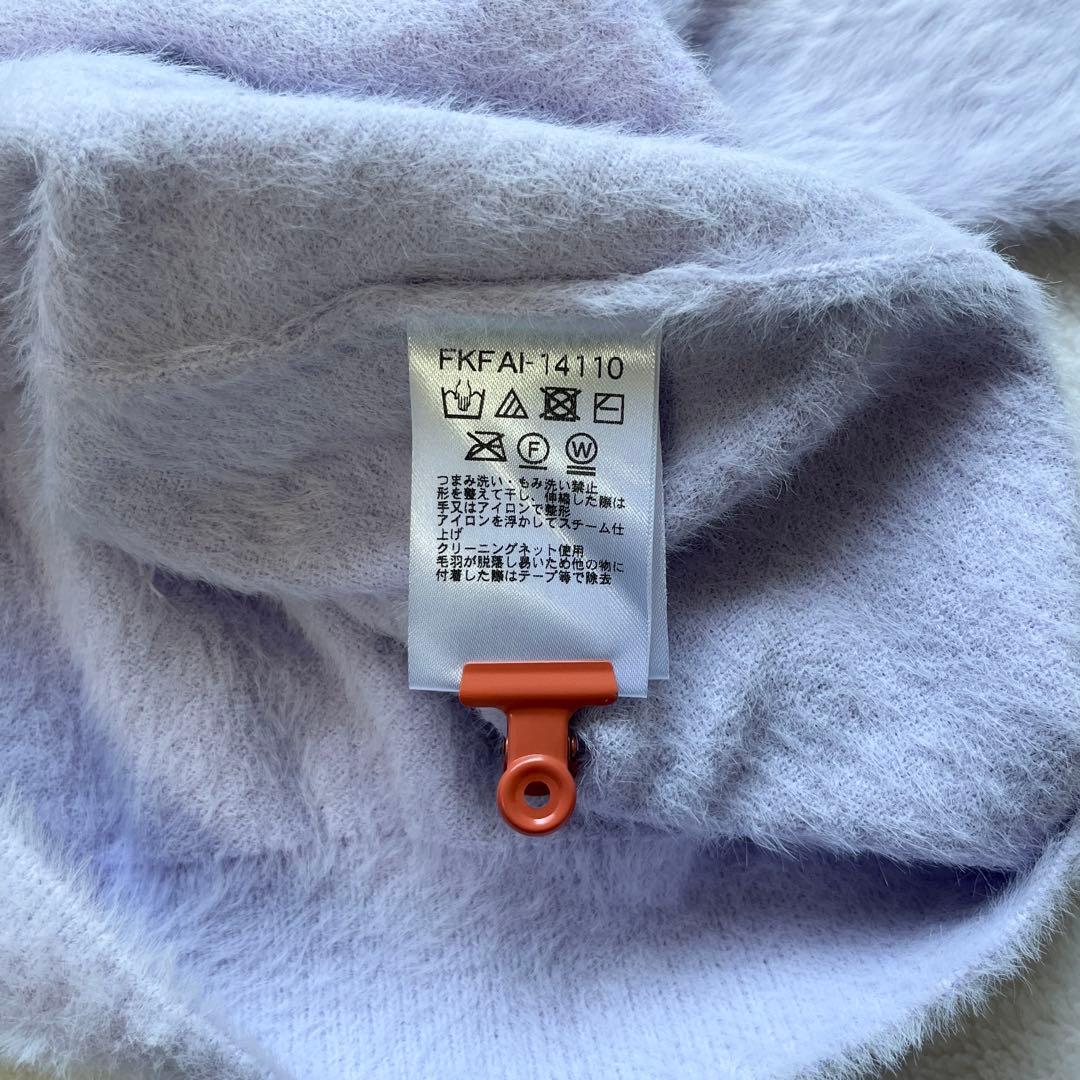 FKFAI-14110
F W
つまみ洗い・もみ洗い禁止
形を整えて干し、伸縮した際は
手又はアイロンで整形
アイロンを浮かしてスチーム仕
上げ
クリーニングネット使用
毛羽が脱落し易いため他の物に
付着した際はテープ等で除去